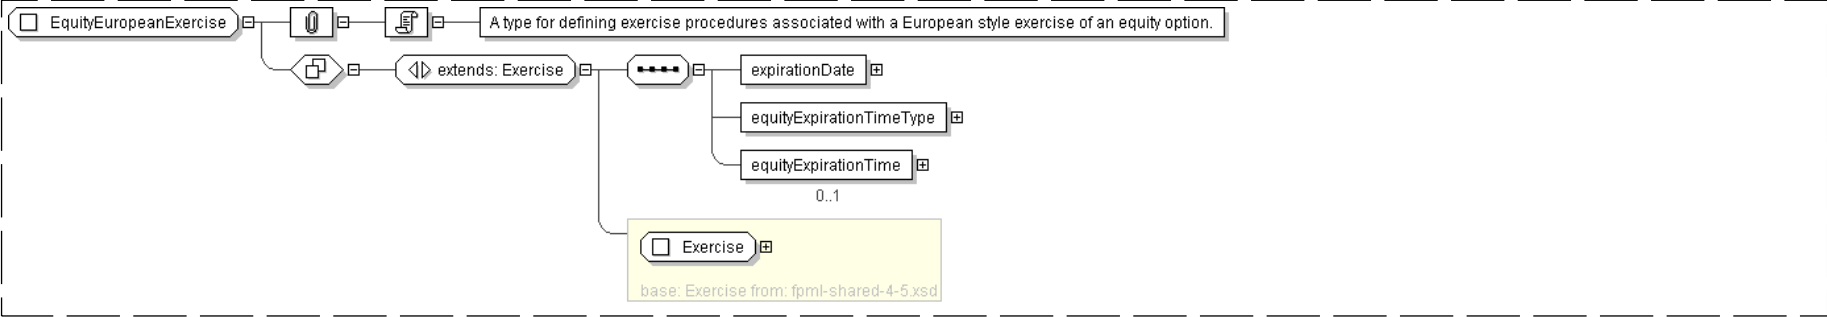 EquityEuropeanExercise
A type for defining exercise procedures associated with a European style exercise of an equity option.
extends: Exercise
expirationDate
equityExpirationTimeType
equityExpirationTime
0..1
Exercise
base: Exercise from: fpml-shared-4-5.xsd